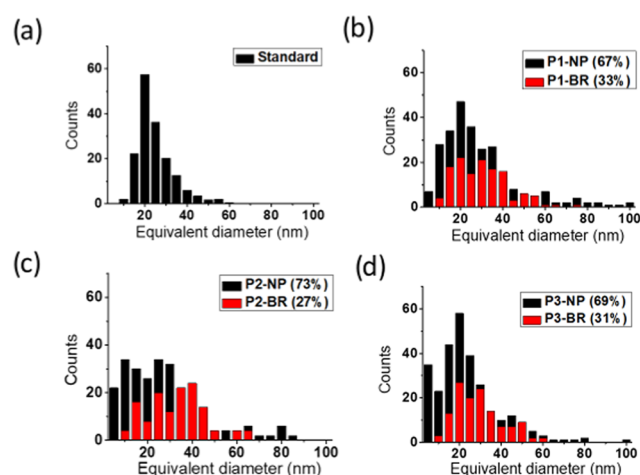 (a)
Standard
60
40
20
0
Counts
20 40 60 80 100
Equivalent diameter (nm)
(b)
P1-NP (67%)
P1-BR (33%)
60
40
20
0
Counts
20 40 60 80 100
Equivalent diameter (nm)
(c)
P2-NP (73%)
P2-BR (27%)
60
40
20
0
Counts
20 40 60 80 100
Equivalent diameter (nm)
(d)
P3-NP (69%)
P3-BR (31%)
60
40
20
0
Counts
20 40 60 80 100
Equivalent diameter (nm)